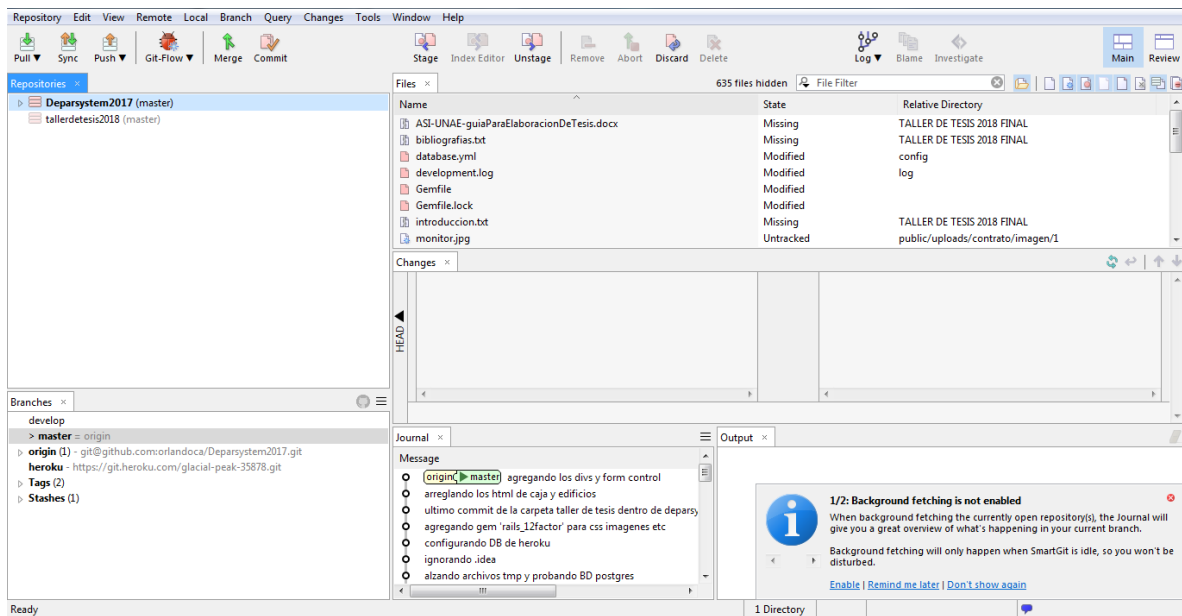 Repository Edit View Remote Local Branch Query Changes Tools Window Help
Pull ▼ Sync Push ▼ Git-Flow ▼ Merge Commit Stage Index Editor Unstage Remove Abort Discard Delete Log ▼ Blame Investigate Main Review
Repositories ×
Deparsystem2017 (master)
tallerdetesis2018 (master)
Files × 635 files hidden File Filter
Name State Relative Directory
ASI-UNAE-guiaParaElaboracionDeTesis.docx Missing TALLER DE TESIS 2018 FINAL
bibliografias.txt Missing TALLER DE TESIS 2018 FINAL
database.yml Modified config
development.log Modified log
Gemfile Modified
Gemfile.lock Modified
introduccion.txt Missing TALLER DE TESIS 2018 FINAL
monitor.jpg Untracked public/uploads/contrato/imagen/1
Changes ×
HEAD
Branches ×
develop
> master = origin
origin (1) - git@github.com:orlandoca/Deparsystem2017.git
heroku - https://git.heroku.com/glacial-peak-35878.git
Tags (2)
Stashes (1)
Journal ×
Message
origin master agregando los divs y form control
arreglando los html de caja y edificios
ultimo commit de la carpeta taller de tesis dentro de deparsy
agregando gem 'rails_12factor' para css imagenes etc
configurando DB de heroku
ignorando .idea
alzando archivos tmp y probando BD postgres
Output ×
1/2: Background fetching is not enabled
When background fetching the currently open repository(s), the Journal will
give you a great overview of what's happening in your current branch.
Background fetching will only happen when SmartGit is idle, so you won't be
disturbed.
Enable | Remind me later | Don't show again
Ready 1 Directory